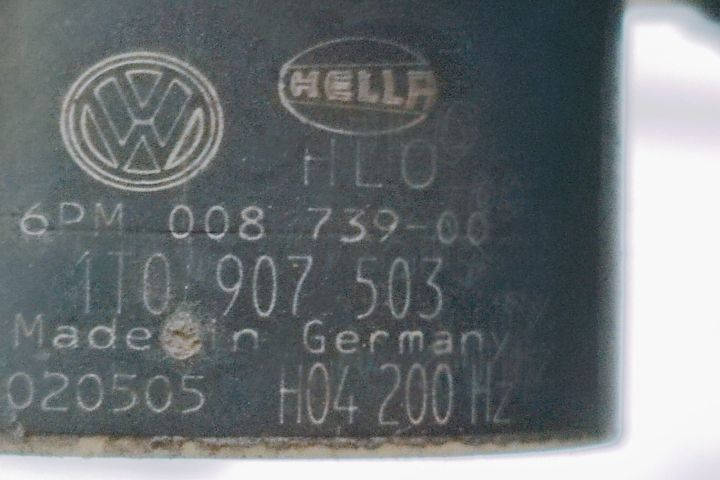 HELLA
HLO
6PM 008 739-00
1T0 907 503
Made in Germany
020505 H04 200 Hz